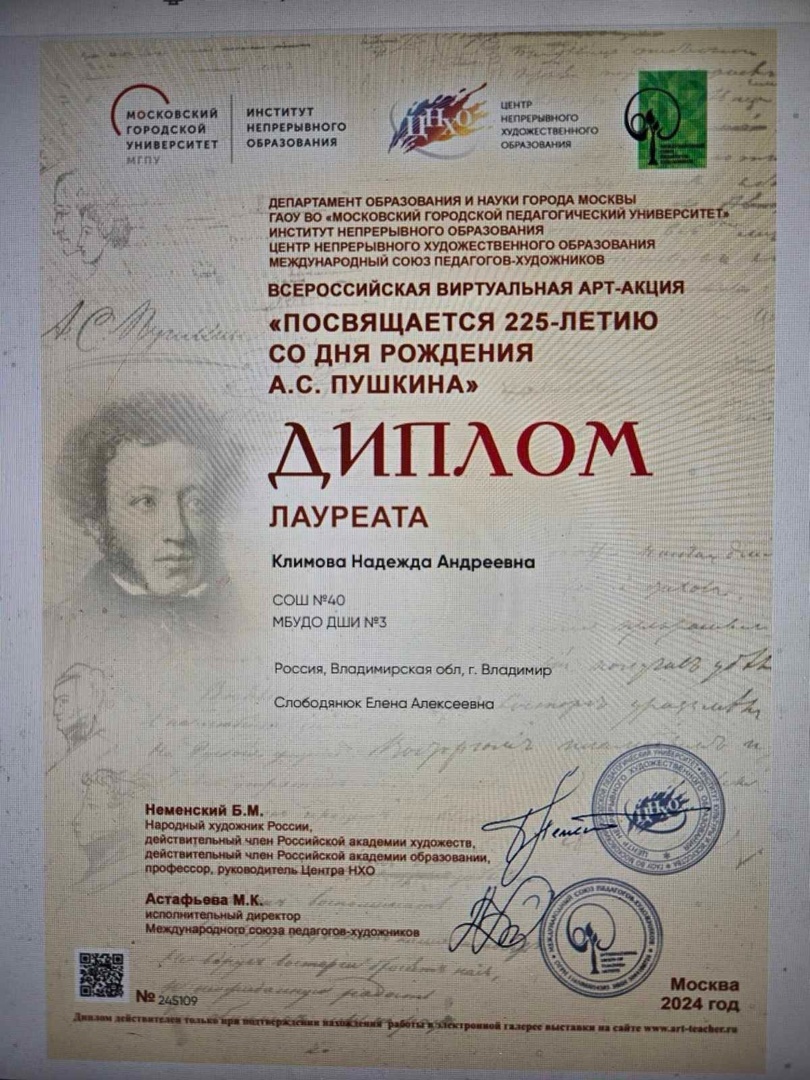 МОСКОВСКИЙ
ГОРОДСКОЙ
УНИВЕРСИТЕТ
МГПУ
ИНСТИТУТ
НЕПРЕРЫВНОГО
ОБРАЗОВАНИЯ
ЦНХО
ЦЕНТР
НЕПРЕРЫВНОГО
ХУДОЖЕСТВЕННОГО
ОБРАЗОВАНИЯ
ДЕПАРТАМЕНТ ОБРАЗОВАНИЯ И НАУКИ ГОРОДА МОСКВЫ
ГАОУ ВО «МОСКОВСКИЙ ГОРОДСКОЙ ПЕДАГОГИЧЕСКИЙ УНИВЕРСИТЕТ»
ИНСТИТУТ НЕПРЕРЫВНОГО ОБРАЗОВАНИЯ
ЦЕНТР НЕПРЕРЫВНОГО ХУДОЖЕСТВЕННОГО ОБРАЗОВАНИЯ
МЕЖДУНАРОДНЫЙ СОЮЗ ПЕДАГОГОВ-ХУДОЖНИКОВ
ВСЕРОССИЙСКАЯ ВИРТУАЛЬНАЯ АРТ-АКЦИЯ
«ПОСВЯЩАЕТСЯ 225-ЛЕТИЮ
СО ДНЯ РОЖДЕНИЯ
А.С. ПУШКИНА»
ДИПЛОМ
ЛАУРЕАТА
Климова Надежда Андреевна
СОШ №40
МБУДО ДШИ №3
Россия, Владимирская обл, г. Владимир
Слободянюк Елена Алексеевна
Неменский Б.М.
Народный художник России,
действительный член Российской академии художеств,
действительный член Российской академии образовании,
профессор, руководитель Центра НХО
Астафьева М.К.
исполнительный директор
Международного союза педагогов-художников
ЦНХО
№ 245109
Москва
2024 год
Диплом действителен только при подтверждении нахождения работы в электронной галерее выставки на сайте www.art-teacher.ru